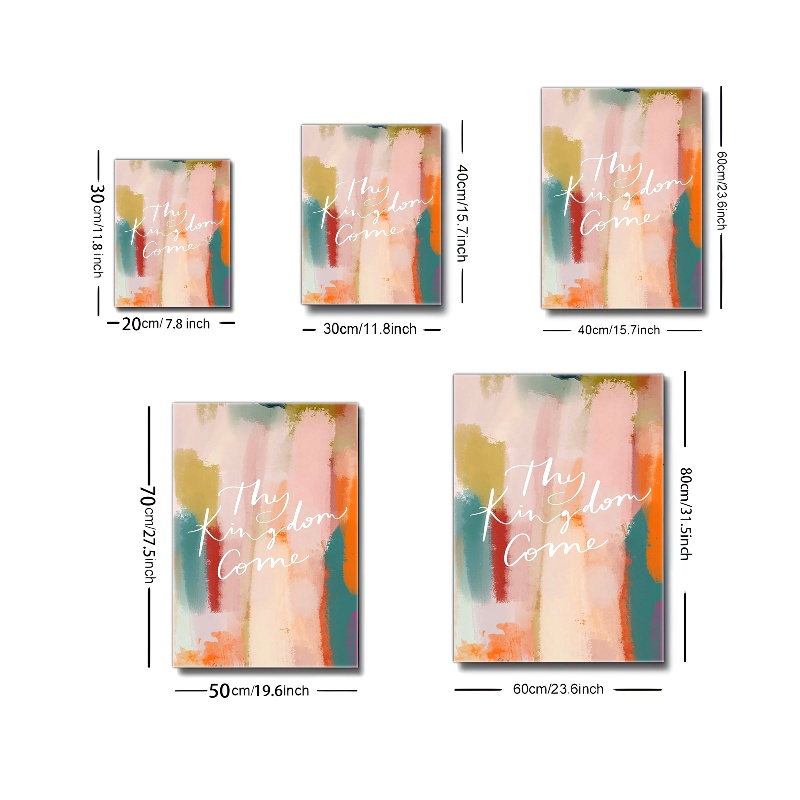 Thy
Kingdom
Come
30cm/11.8 inch
20cm/ 7.8 inch
Thy
Kingdom
Come
40cm/15.7inch
30cm/11.8inch
Thy
Kingdom
Come
60cm/23.6inch
40cm/15.7inch
Thy
Kingdom
Come
70cm/27.5inch
50cm/19.6inch
Thy
Kingdom
Come
80cm/31.5inch
60cm/23.6inch